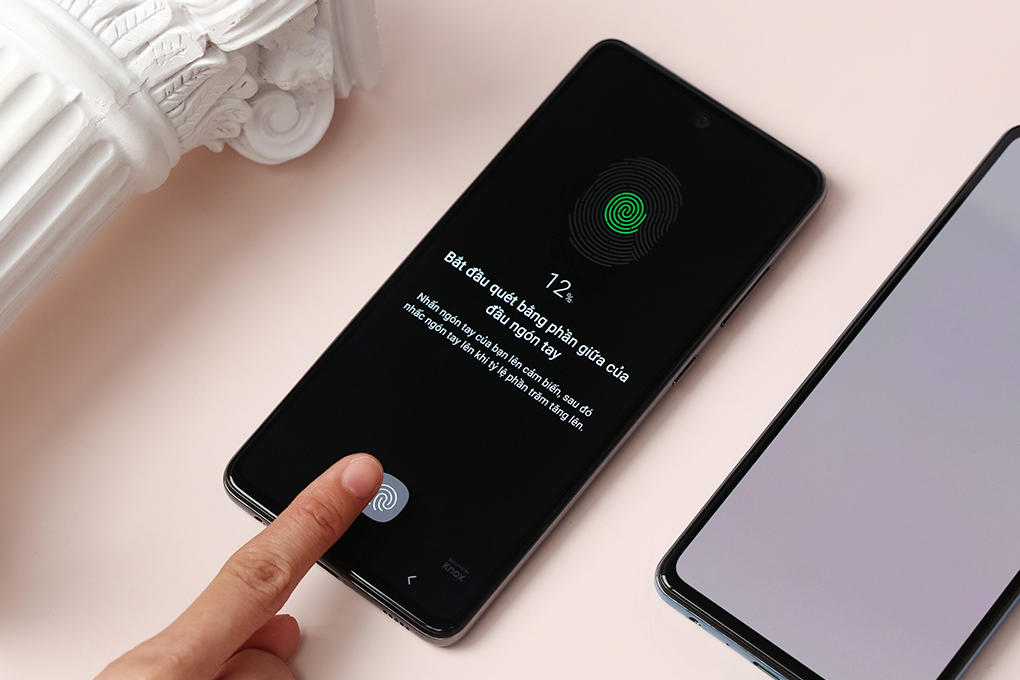 12%
Bắt đầu quét bằng phần giữa của
đầu ngón tay
Nhấn ngón tay của bạn lên cảm biến, sau đó
nhấc ngón tay lên khi tỷ lệ phần trăm tăng lên.
Secured by
Knox